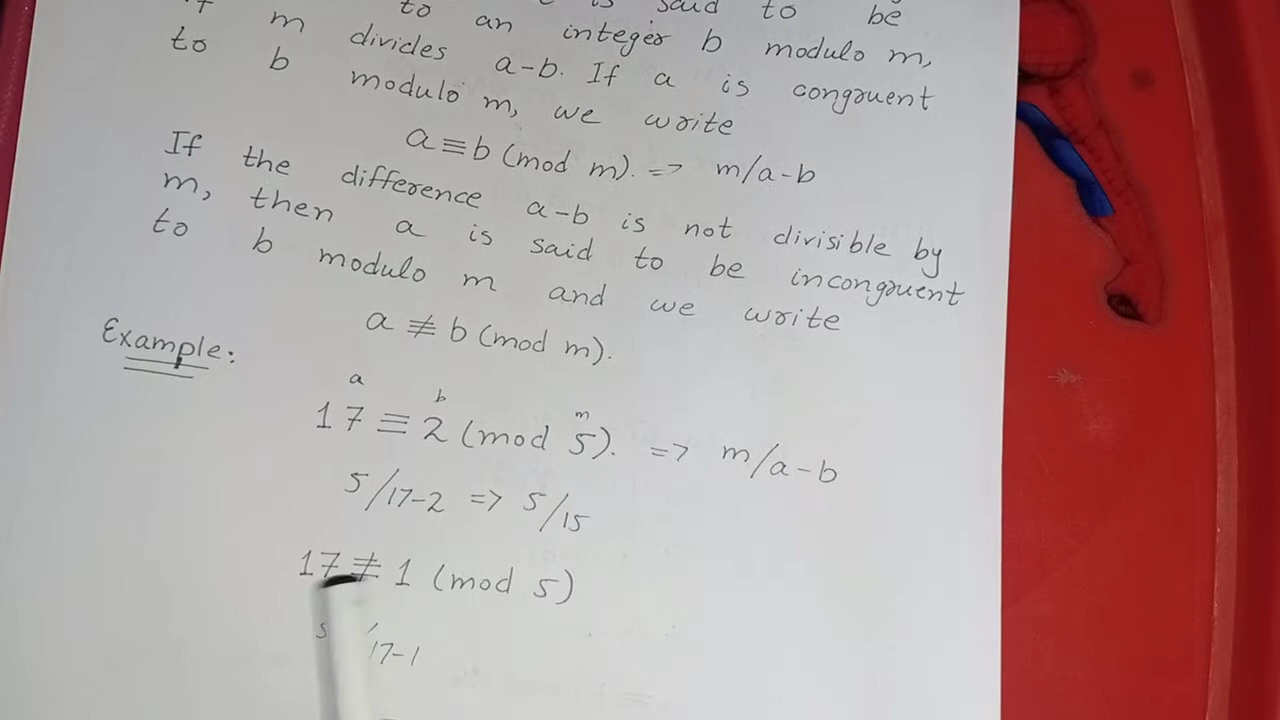 is said to be
to an integer b modulo m,
m divides a-b. If a is congruent
to b modulo m, we write
a ≡ b (mod m). => m/a-b
If the difference a-b is not divisible by
m, then a is said to be incongruent
to b modulo m and we write
a ≢ b (mod m).
Example:
a b m
17 ≡ 2 (mod 5). => m/a-b
5/17-2 => 5/15
17 ≢ 1 (mod 5)
5 / 17-1